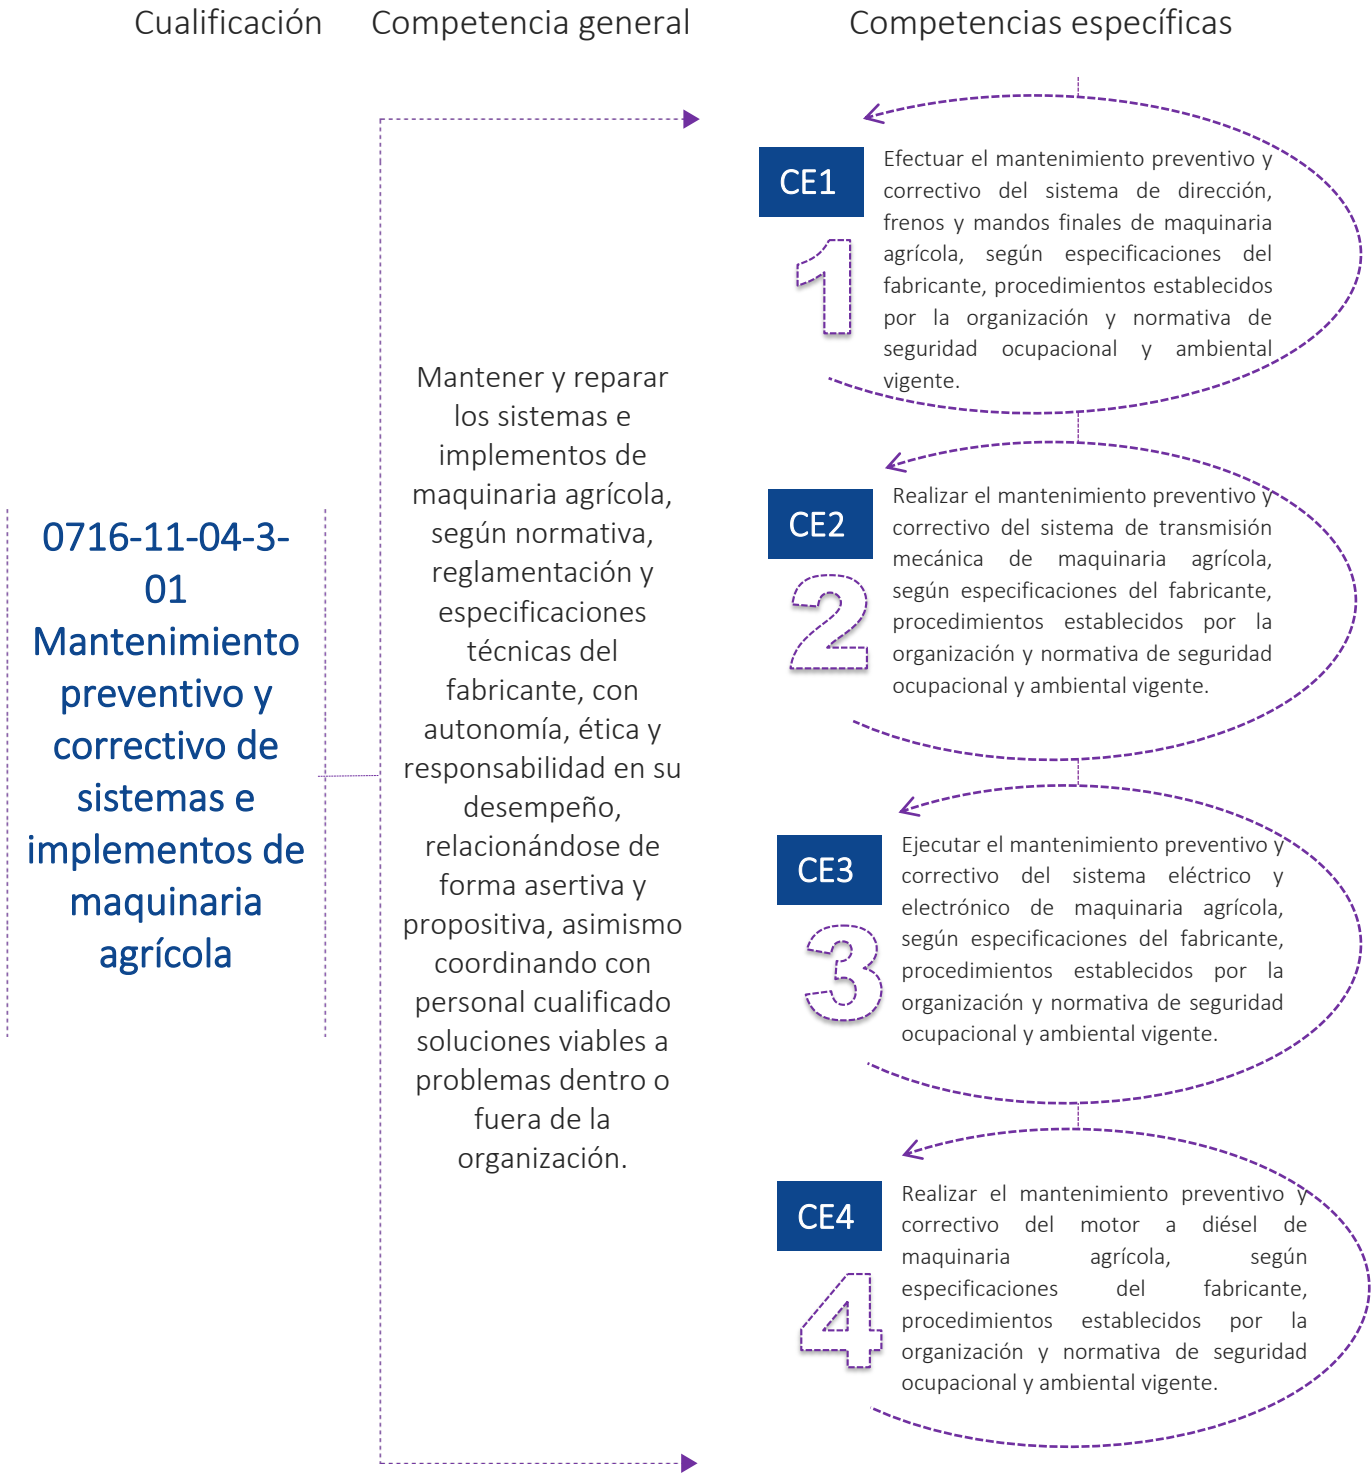 Cualificación
Competencia general
Competencias específicas
0716-11-04-3-
01
Mantenimiento
preventivo y
correctivo de
sistemas e
implementos de
maquinaria
agrícola
Mantener y reparar
los sistemas e
implementos de
maquinaria agrícola,
según normativa,
reglamentación y
especificaciones
técnicas del
fabricante, con
autonomía, ética y
responsabilidad en su
desempeño,
relacionándose de
forma asertiva y
propositiva, asimismo
coordinando con
personal cualificado
soluciones viables a
problemas dentro o
fuera de la
organización.
CE1
1
Efectuar el mantenimiento preventivo y
correctivo del sistema de dirección,
frenos y mandos finales de maquinaria
agrícola, según especificaciones del
fabricante, procedimientos establecidos
por la organización y normativa de
seguridad ocupacional y ambiental
vigente.
CE2
2
Realizar el mantenimiento preventivo y
correctivo del sistema de transmisión
mecánica de maquinaria agrícola,
según especificaciones del fabricante,
procedimientos establecidos por la
organización y normativa de seguridad
ocupacional y ambiental vigente.
CE3
3
Ejecutar el mantenimiento preventivo y
correctivo del sistema eléctrico y
electrónico de maquinaria agrícola,
según especificaciones del fabricante,
procedimientos establecidos por la
organización y normativa de seguridad
ocupacional y ambiental vigente.
CE4
4
Realizar el mantenimiento preventivo y
correctivo del motor a diésel de
maquinaria agrícola, según
especificaciones del fabricante,
procedimientos establecidos por la
organización y normativa de seguridad
ocupacional y ambiental vigente.